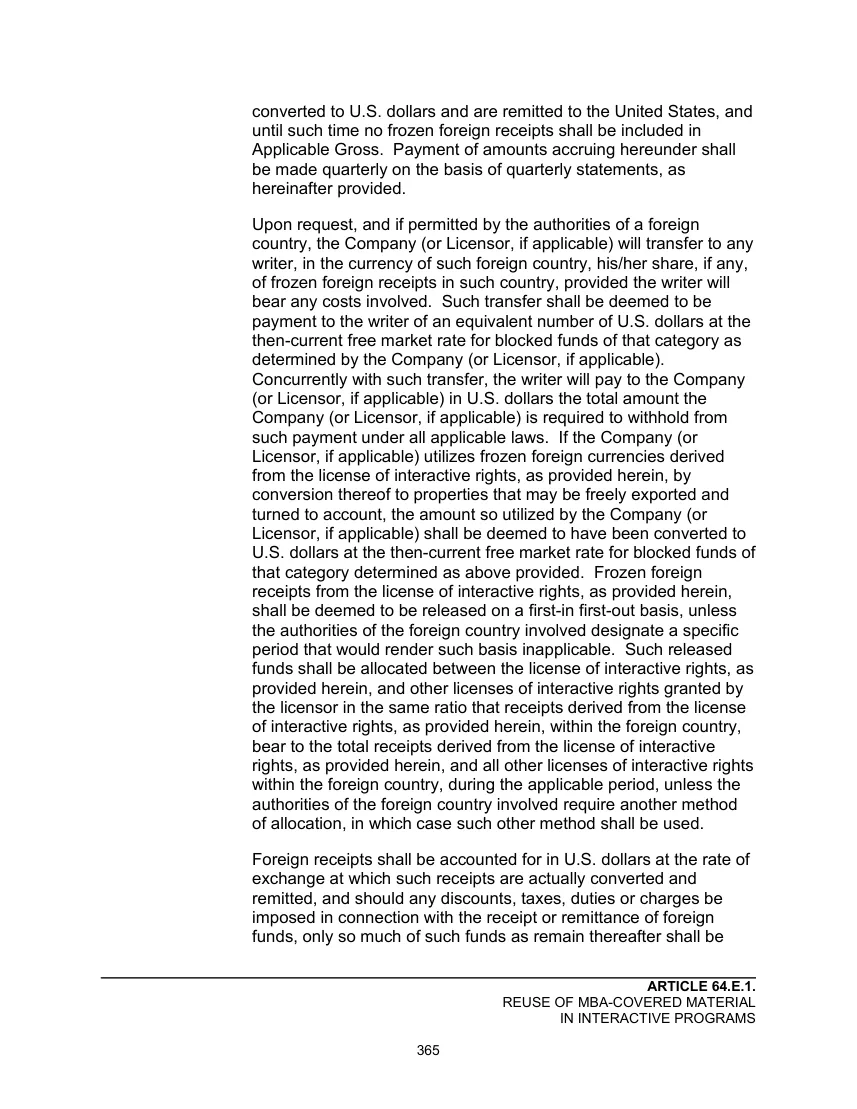 converted to U.S. dollars and are remitted to the United States, and
until such time no frozen foreign receipts shall be included in
Applicable Gross.  Payment of amounts accruing hereunder shall
be made quarterly on the basis of quarterly statements, as
hereinafter provided.
Upon request, and if permitted by the authorities of a foreign
country, the Company (or Licensor, if applicable) will transfer to any
writer, in the currency of such foreign country, his/her share, if any,
of frozen foreign receipts in such country, provided the writer will
bear any costs involved.  Such transfer shall be deemed to be
payment to the writer of an equivalent number of U.S. dollars at the
then-current free market rate for blocked funds of that category as
determined by the Company (or Licensor, if applicable).
Concurrently with such transfer, the writer will pay to the Company
(or Licensor, if applicable) in U.S. dollars the total amount the
Company (or Licensor, if applicable) is required to withhold from
such payment under all applicable laws.  If the Company (or
Licensor, if applicable) utilizes frozen foreign currencies derived
from the license of interactive rights, as provided herein, by
conversion thereof to properties that may be freely exported and
turned to account, the amount so utilized by the Company (or
Licensor, if applicable) shall be deemed to have been converted to
U.S. dollars at the then-current free market rate for blocked funds of
that category determined as above provided.  Frozen foreign
receipts from the license of interactive rights, as provided herein,
shall be deemed to be released on a first-in first-out basis, unless
the authorities of the foreign country involved designate a specific
period that would render such basis inapplicable.  Such released
funds shall be allocated between the license of interactive rights, as
provided herein, and other licenses of interactive rights granted by
the licensor in the same ratio that receipts derived from the license
of interactive rights, as provided herein, within the foreign country,
bear to the total receipts derived from the license of interactive
rights, as provided herein, and all other licenses of interactive rights
within the foreign country, during the applicable period, unless the
authorities of the foreign country involved require another method
of allocation, in which case such other method shall be used.
Foreign receipts shall be accounted for in U.S. dollars at the rate of
exchange at which such receipts are actually converted and
remitted, and should any discounts, taxes, duties or charges be
imposed in connection with the receipt or remittance of foreign
funds, only so much of such funds as remain thereafter shall be
ARTICLE 64.E.1.
REUSE OF MBA-COVERED MATERIAL
IN INTERACTIVE PROGRAMS
365